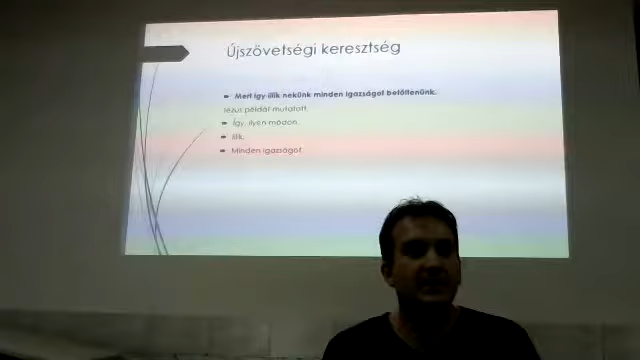 Újszövetségi keresztség
Mert így illik nekünk minden igazságot betöltenünk.
Jézus példát mutatott.
Így, ilyen módon.
Illik.
Minden igazságot